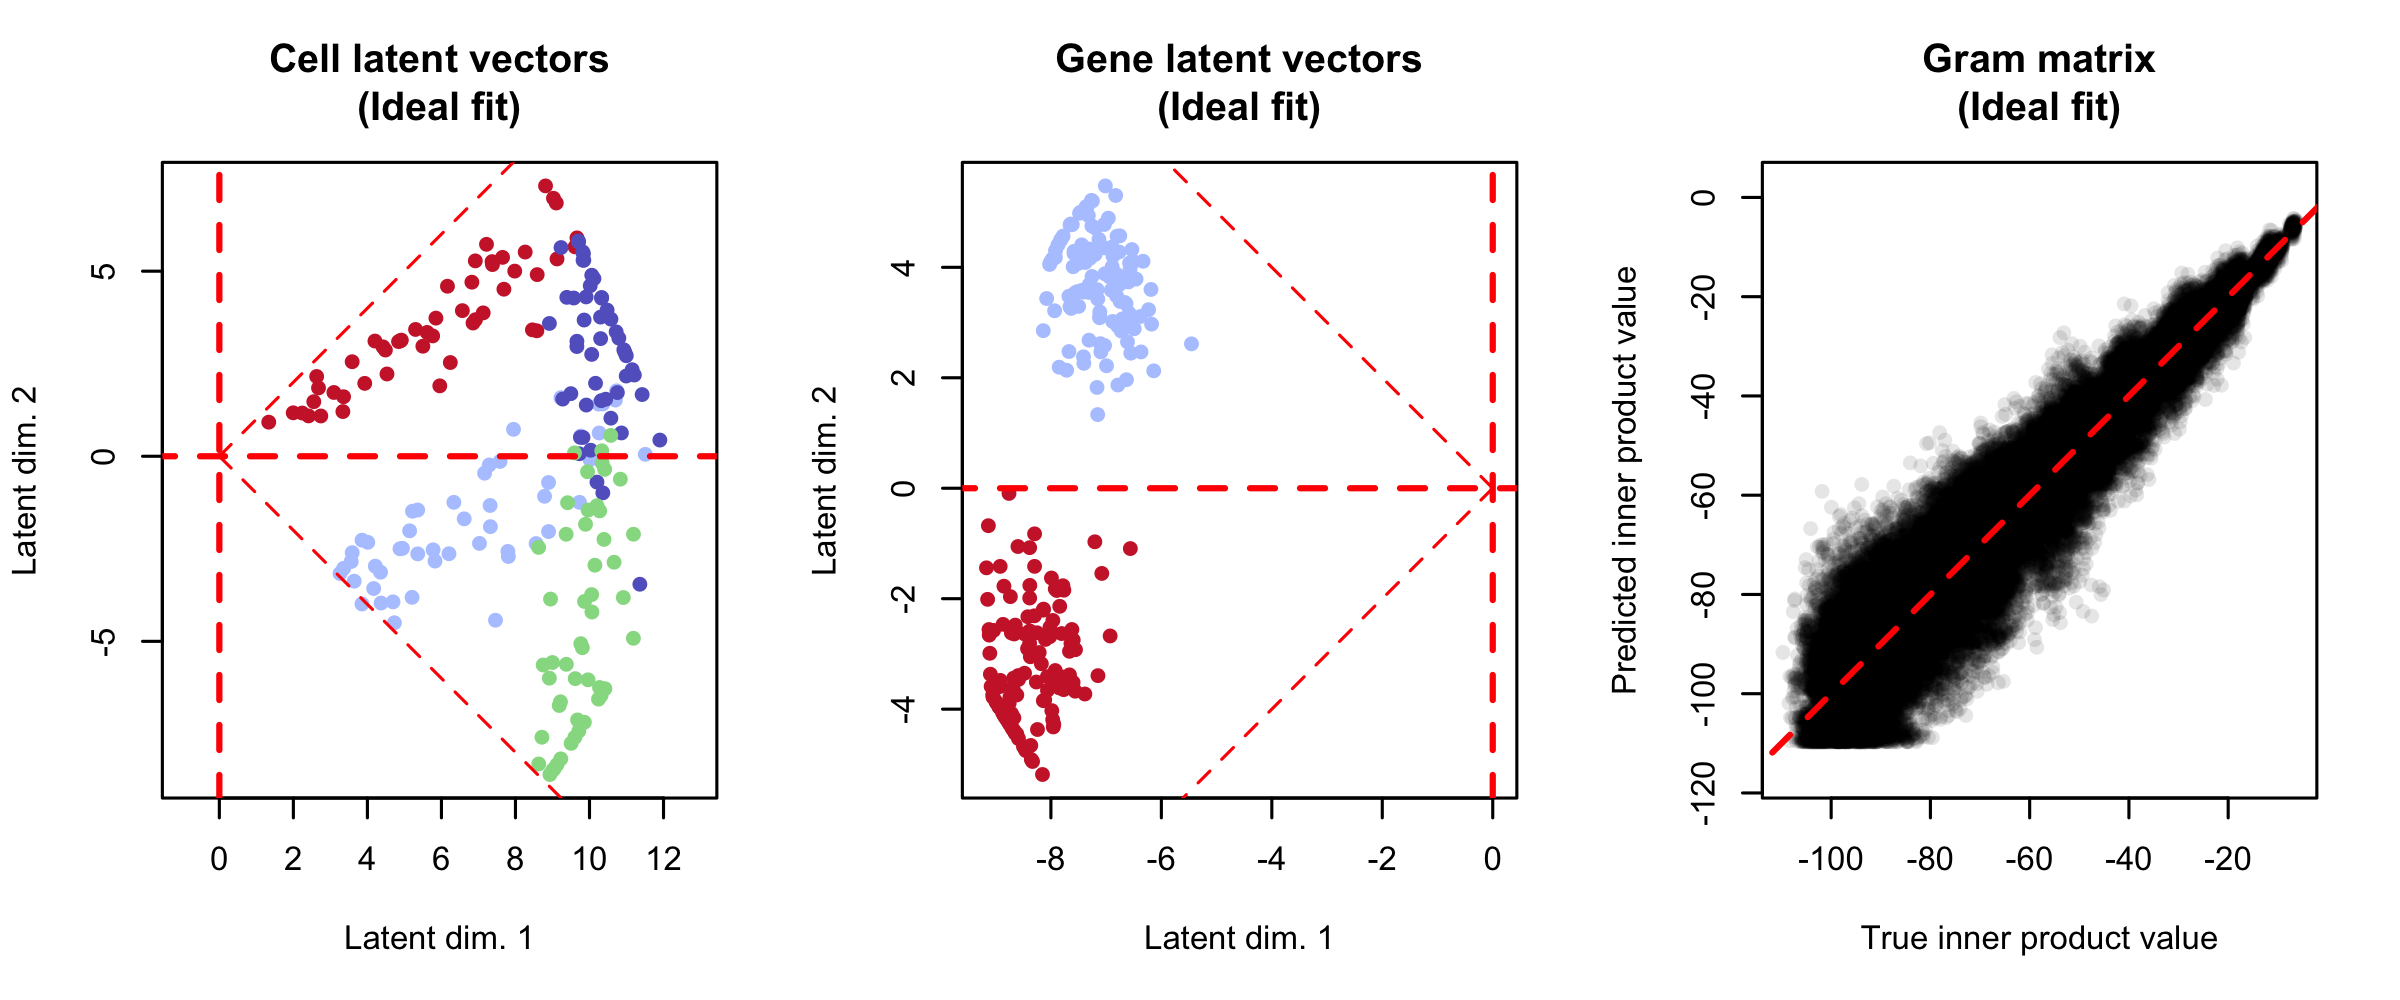 Cell latent vectors
(Ideal fit)
Latent dim. 2
5
0
-5
0 2 4 6 8 10 12
Latent dim. 1
Gene latent vectors
(Ideal fit)
Latent dim. 2
4
2
0
-2
-4
-8 -6 -4 -2 0
Latent dim. 1
Gram matrix
(Ideal fit)
Predicted inner product value
0
-20
-40
-60
-80
-100
-120
-100 -80 -60 -40 -20
True inner product value